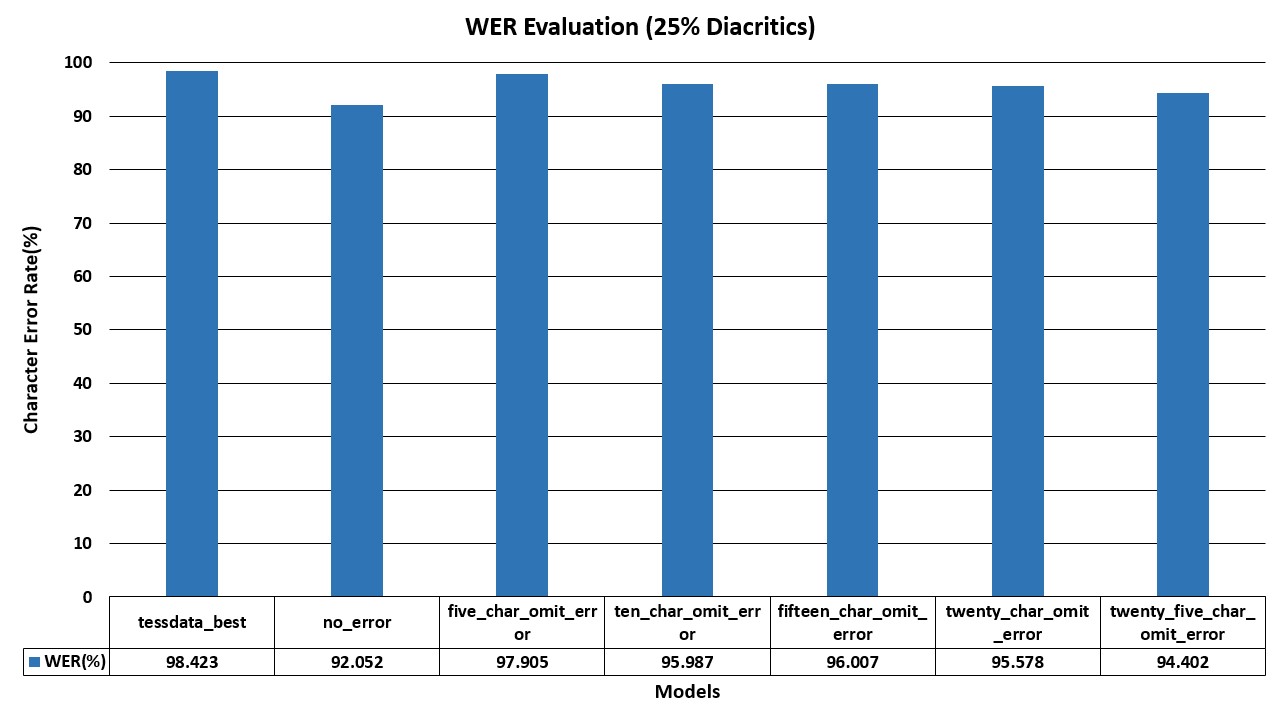 WER Evaluation (25% Diacritics)
100
90
80
70
60
50
40
30
20
10
0
Character Error Rate(%)
tessdata_best no_error five_char_omit_err ten_char_omit_err fifteen_char_omit_ twenty_char_omit twenty_five_char_
or or error _error omit_error
WER(%) 98.423 92.052 97.905 95.987 96.007 95.578 94.402
Models